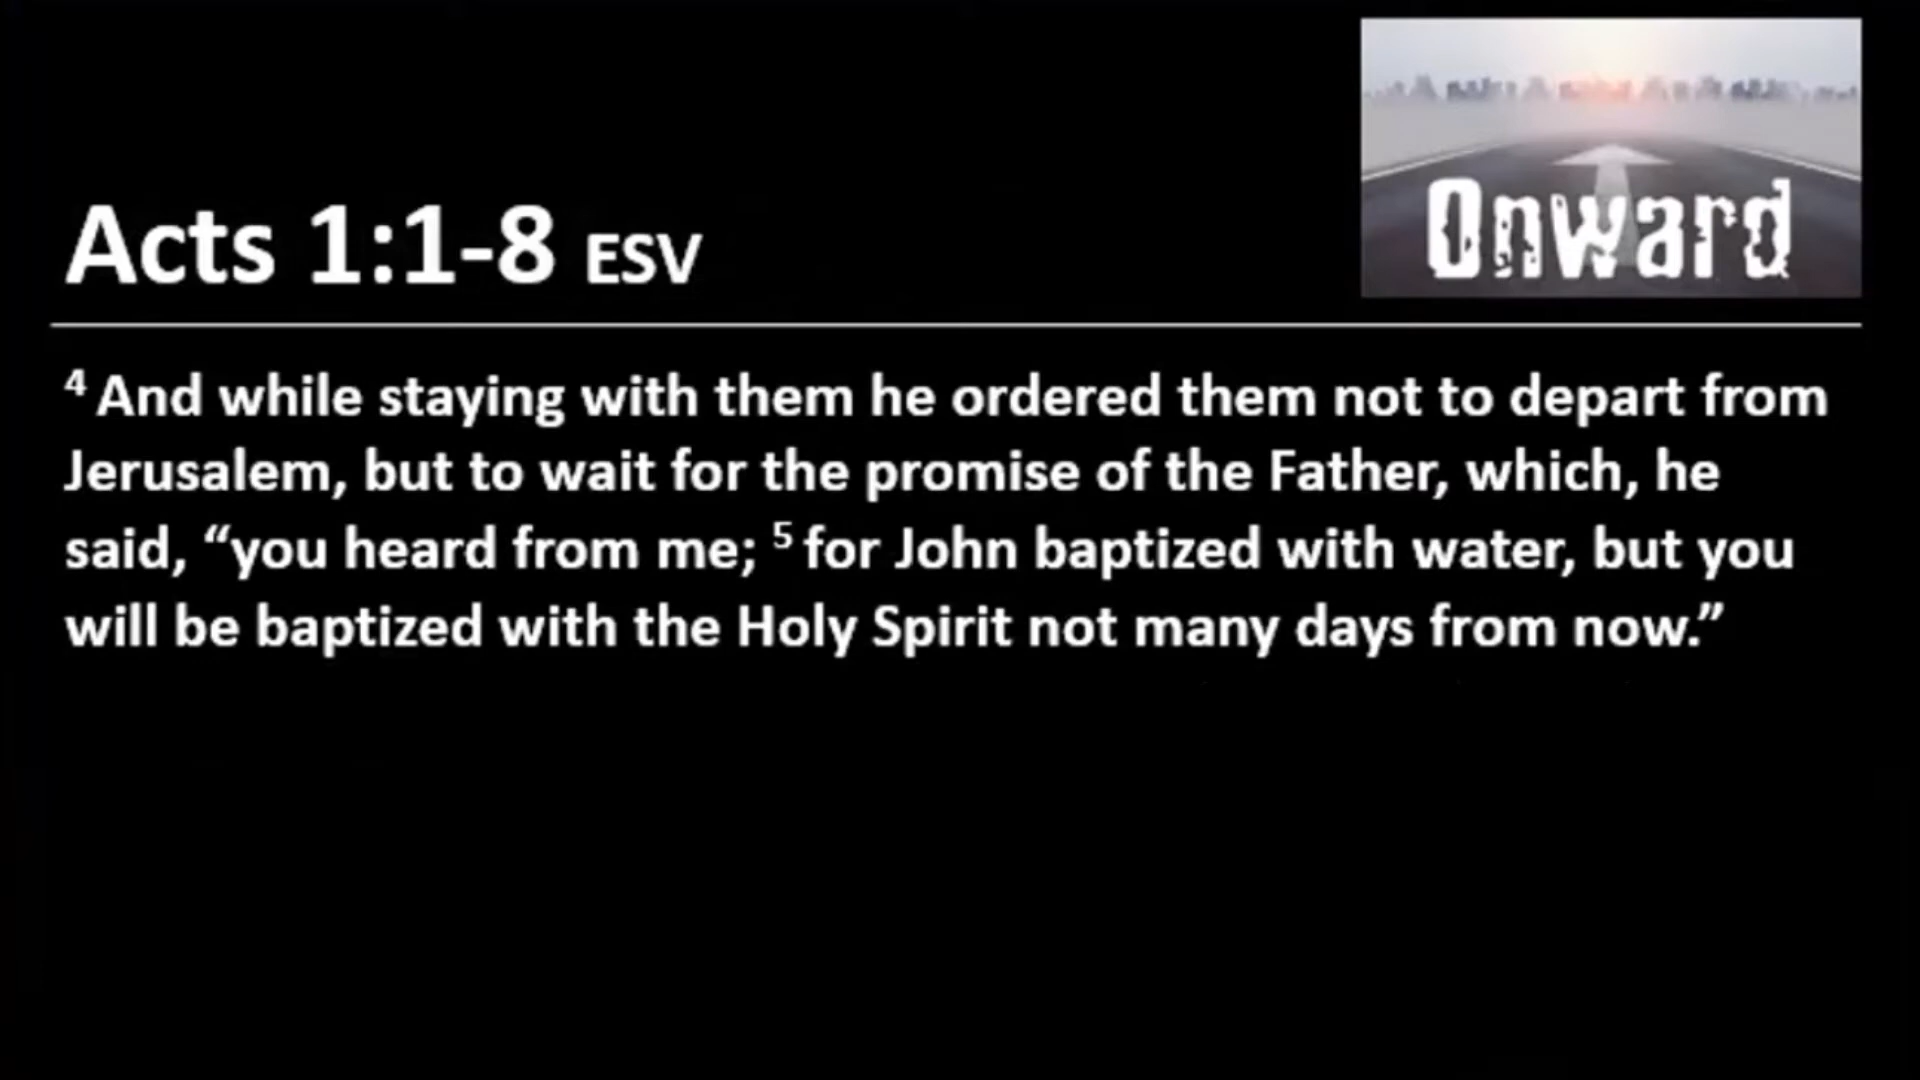 Onward
Acts 1:1-8 ESV
⁴ And while staying with them he ordered them not to depart from
Jerusalem, but to wait for the promise of the Father, which, he
said, “you heard from me; ⁵ for John baptized with water, but you
will be baptized with the Holy Spirit not many days from now.”